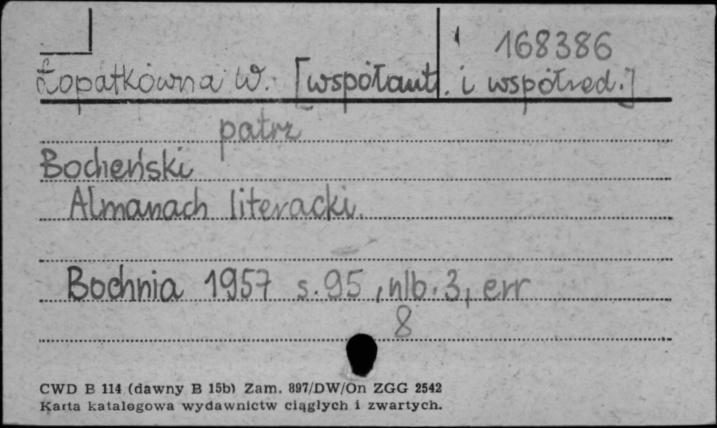 168386
Łopatkówna W. [współaut. i współred.]
patrz
Bocheński
Almanach literacki.
Bochnia 1957 s. 95, nlb. 3, err
8
CWD B 114 (dawny B 15b) Zam. 897/DW/On ZGG 2542
Karta katalogowa wydawnictw ciągłych i zwartych.